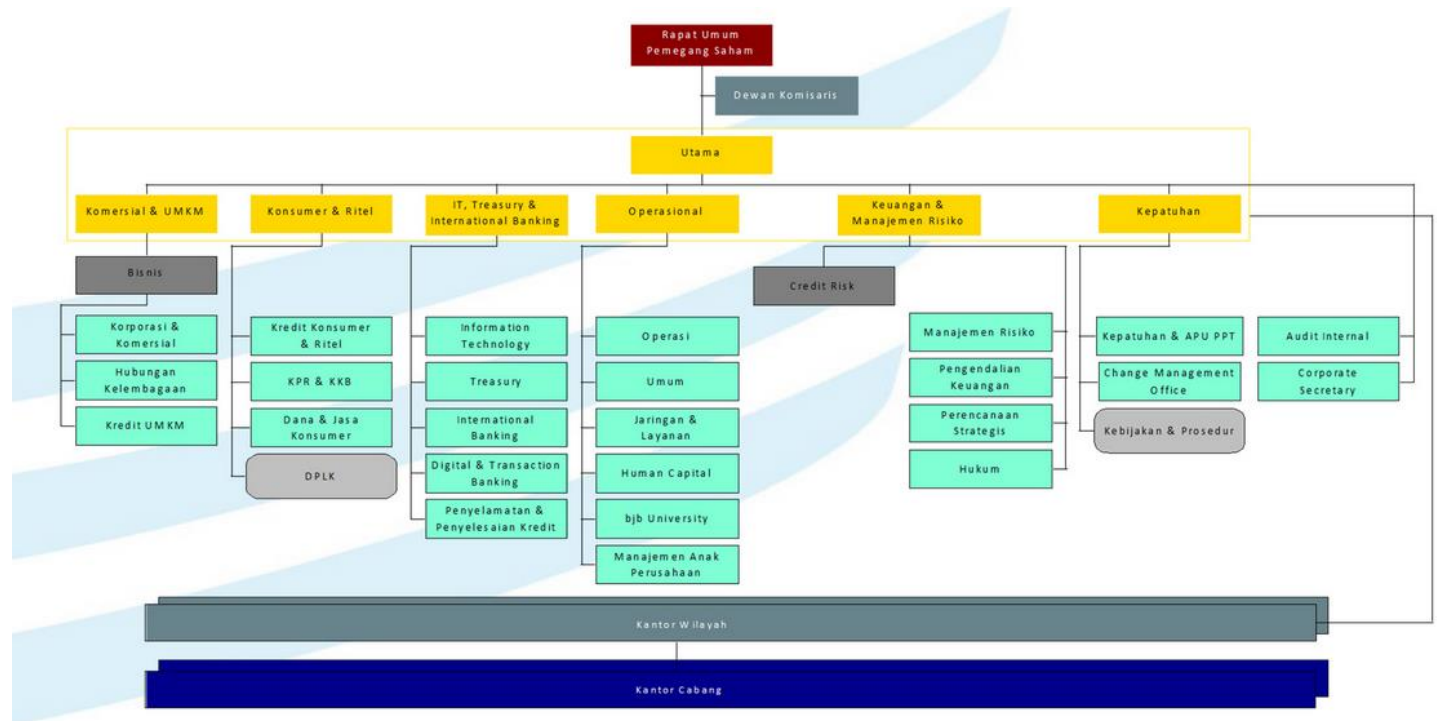 Rapat Umum
Pemegang Saham
Dewan Komisaris
Utama
Komersial & UMKM
Konsumer & Ritel
IT, Treasury &
International Banking
Operasional
Keuangan &
Manajemen Risiko
Kepatuhan
Bisnis
Credit Risk
Korporasi &
Komersial
Hubungan
Kelembagaan
Kredit UMKM
Kredit Konsumer
& Ritel
KPR & KKB
Dana & Jasa
Konsumer
DPLK
Information
Technology
Treasury
International
Banking
Digital & Transaction
Banking
Penyelamatan &
Penyelesaian Kredit
Operasi
Umum
Jaringan &
Layanan
Human Capital
bjb University
Manajemen Anak
Perusahaan
Manajemen Risiko
Pengendalian
Keuangan
Perencanaan
Strategis
Hukum
Kepatuhan & APU PPT
Change Management
Office
Kebijakan & Prosedur
Audit Internal
Corporate
Secretary
Kantor Wilayah
Kantor Cabang